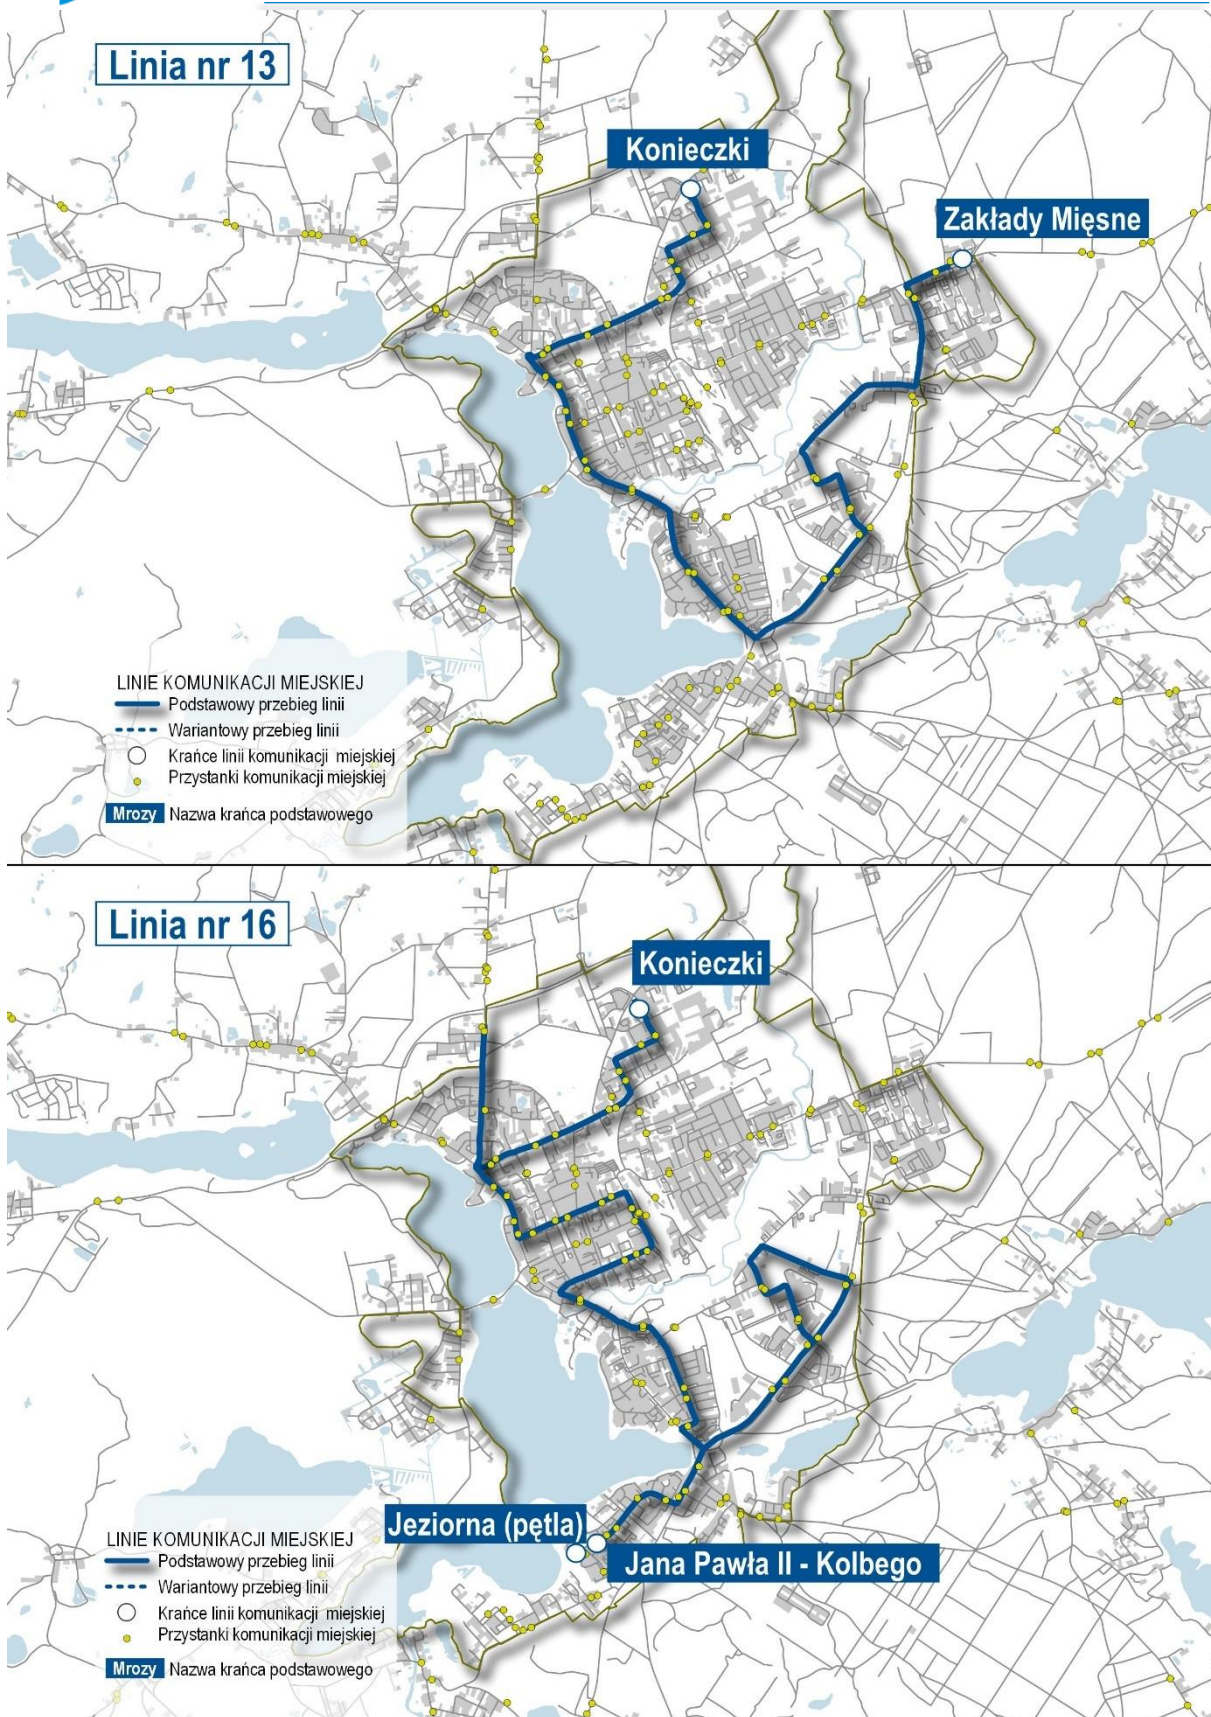 Linia nr 13
Konieczki
Zakłady Mięsne
LINIE KOMUNIKACJI MIEJSKIEJ
Podstawowy przebieg linii
Wariantowy przebieg linii
Krańce linii komunikacji miejskiej
Przystanki komunikacji miejskiej
Mrozy Nazwa krańca podstawowego
Linia nr 16
Konieczki
Jeziorna (pętla)
Jana Pawła II - Kolbego
LINIE KOMUNIKACJI MIEJSKIEJ
Podstawowy przebieg linii
Wariantowy przebieg linii
Krańce linii komunikacji miejskiej
Przystanki komunikacji miejskiej
Mrozy Nazwa krańca podstawowego